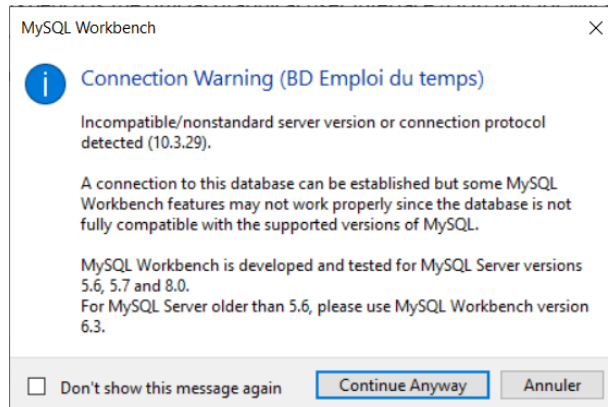 MySQL Workbench
Connection Warning (BD Emploi du temps)
Incompatible/nonstandard server version or connection protocol
detected (10.3.29).
A connection to this database can be established but some MySQL
Workbench features may not work properly since the database is not
fully compatible with the supported versions of MySQL.
MySQL Workbench is developed and tested for MySQL Server versions
5.6, 5.7 and 8.0.
For MySQL Server older than 5.6, please use MySQL Workbench version
6.3.
Don't show this message again
Continue Anyway
Annuler